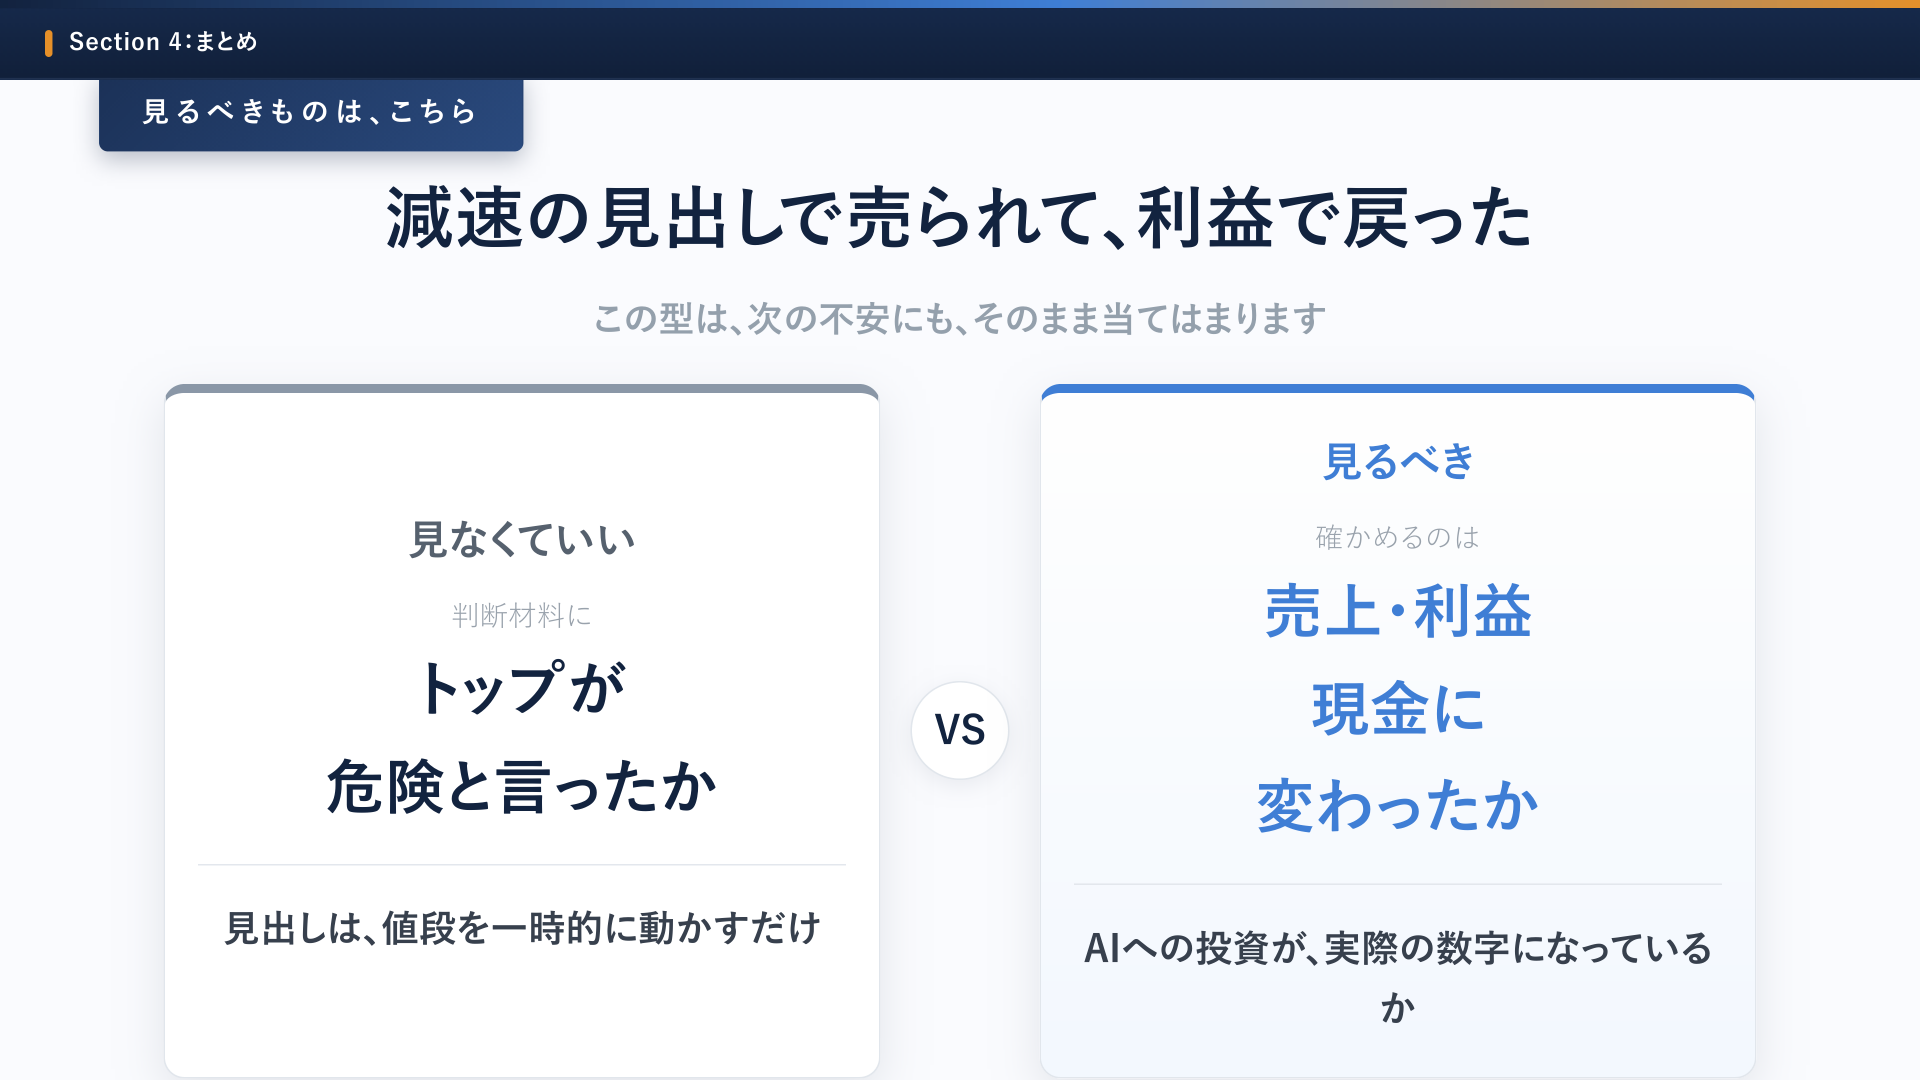 Section 4：まとめ
見るべきものは、こちら
減速の見出しで売られて、利益で戻った
この型は、次の不安にも、そのまま当てはまります
見なくていい
判断材料に
トップが
危険と言ったか
見出しは、値段を一時的に動かすだけ
VS
見るべき
確かめるのは
売上・利益
現金に
変わったか
AIへの投資が、実際の数字になっている
か